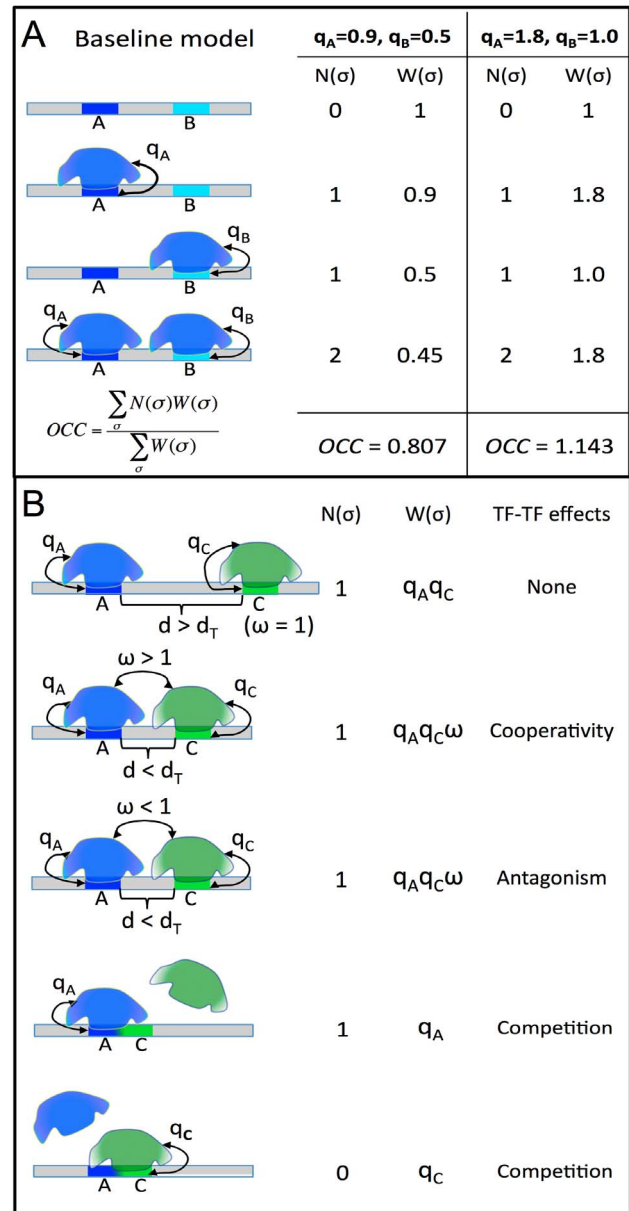 A
Baseline model
q_A=0.9, q_B=0.5
q_A=1.8, q_B=1.0
N(σ) W(σ) N(σ) W(σ)
0 1 0 1
A B
q_A
1 0.9 1 1.8
A B
q_B
1 0.5 1 1.0
A B
q_A q_B
2 0.45 2 1.8
A B
OCC = ∑_σ N(σ)W(σ) / ∑_σ W(σ)
OCC = 0.807
OCC = 1.143
B
N(σ) W(σ) TF-TF effects
q_A q_C
1 q_Aq_C None
A C
d > d_T (ω = 1)
ω > 1
q_A q_C
1 q_Aq_Cω Cooperativity
A C
d < d_T
ω < 1
q_A q_C
1 q_Aq_Cω Antagonism
A C
d < d_T
q_A
1 q_A Competition
A C
q_C
0 q_C Competition
A C